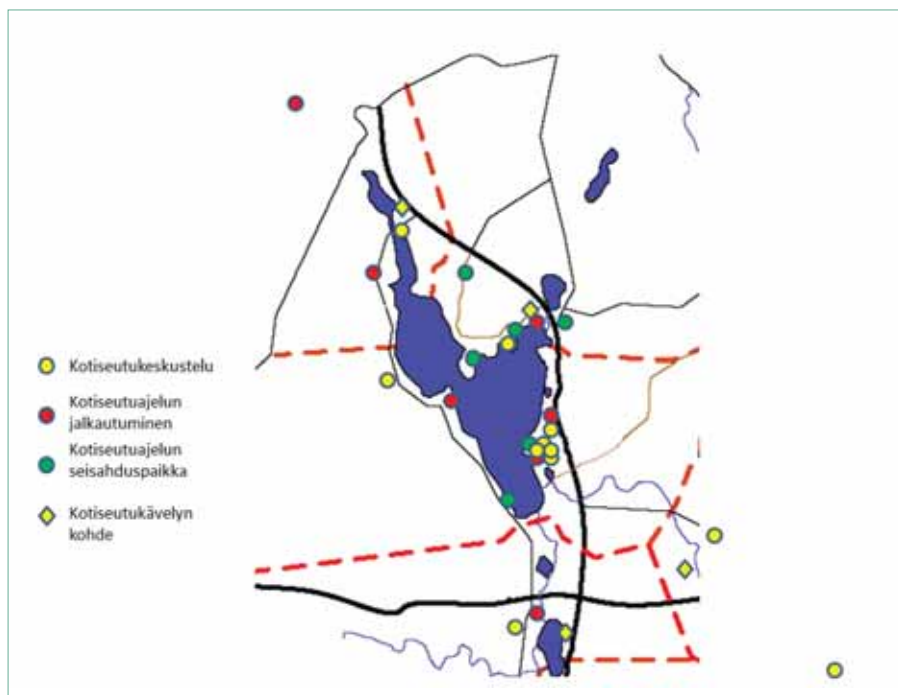 Kotiseutukeskustelu
Kotiseutuajelun
jalkautuminen
Kotiseutuajelun
seisahduspaikka
Kotiseutukävelyn
kohde